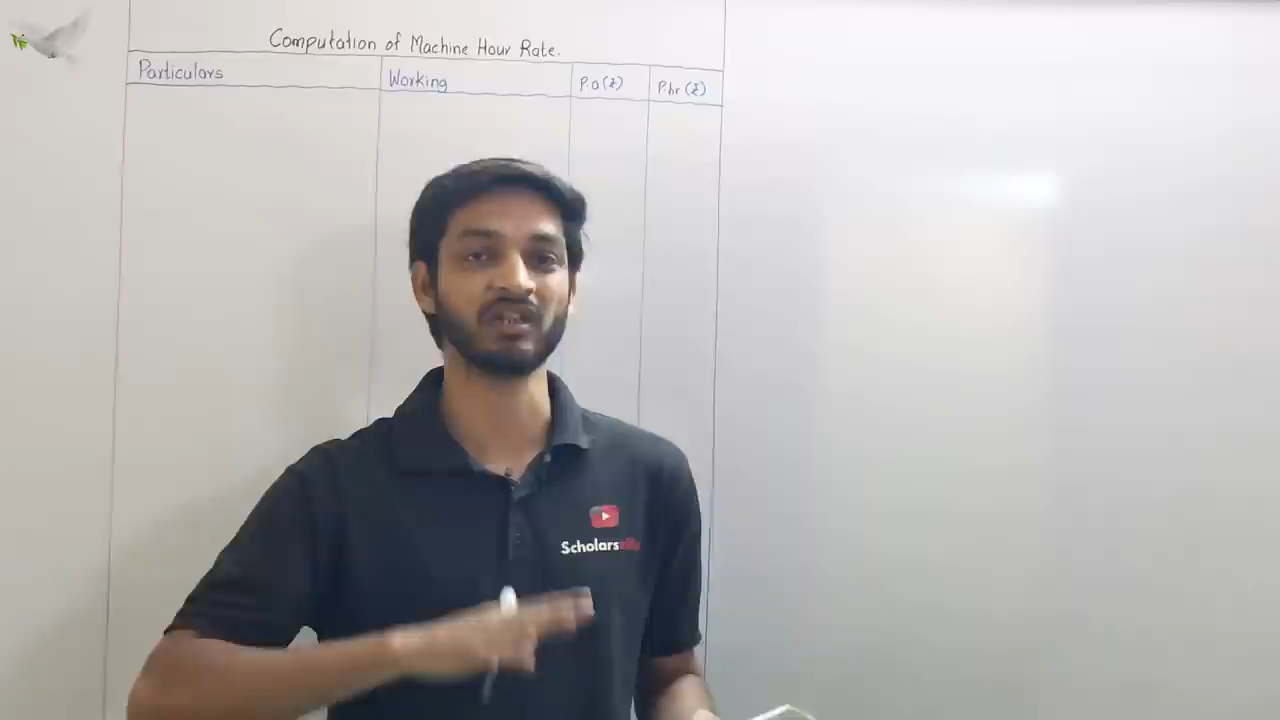 Computation of Machine Hour Rate.
Particulars
Working
P.a (₹)
P.hr (₹)
Scholars